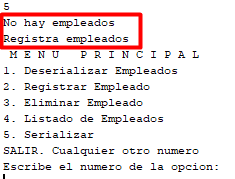 5
No hay empleados
Registra empleados
M E N U   P R I N C I P A L
1. Deserializar Empleados
2. Registrar Empleado
3. Eliminar Empleado
4. Listado de Empleados
5. Serializar
SALIR. Cualquier otro numero
Escribe el numero de la opcion: